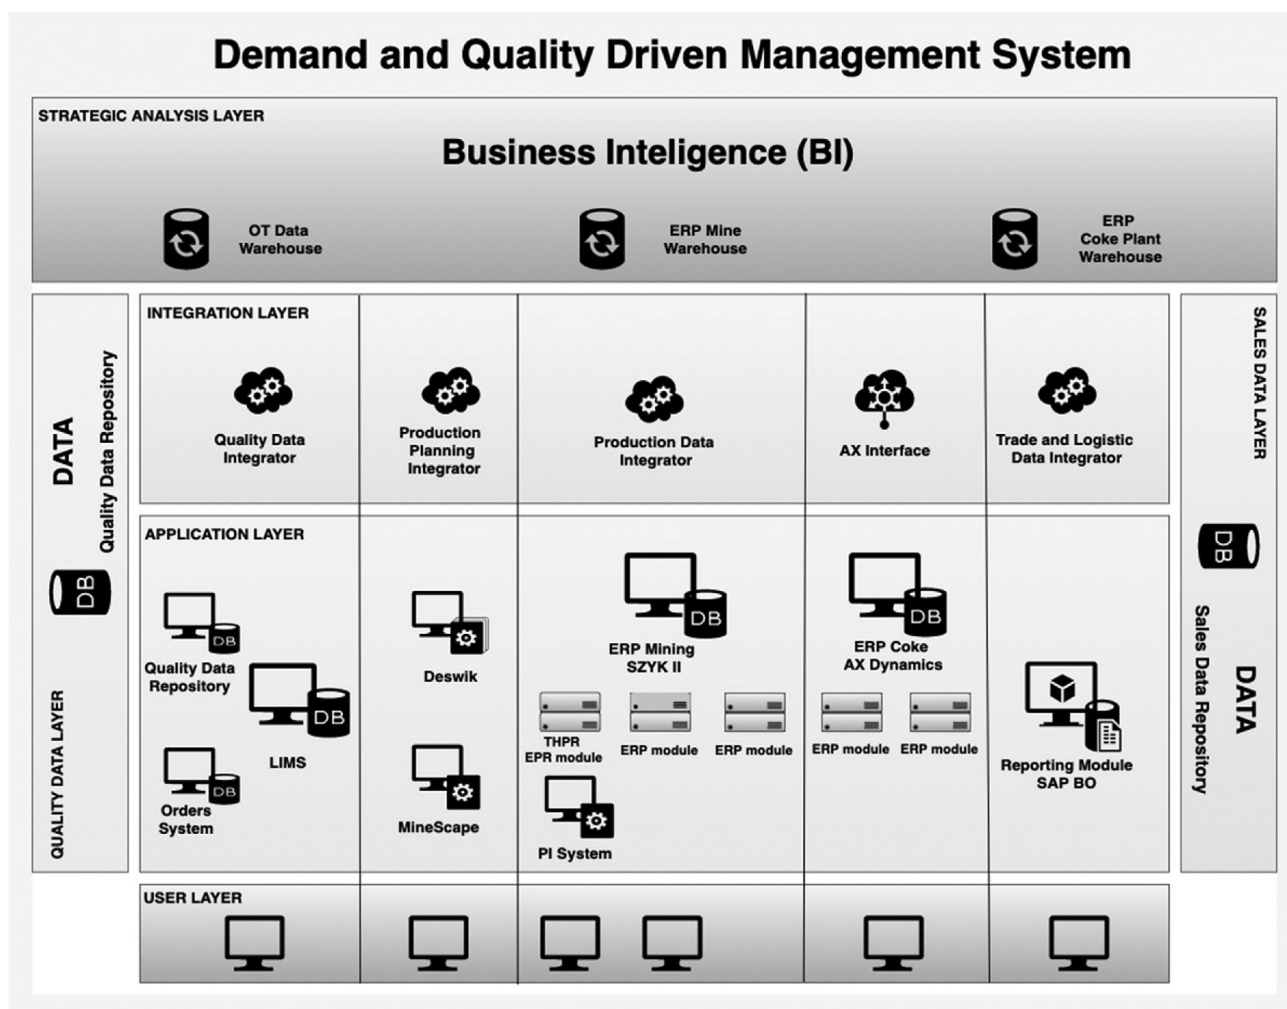 Demand and Quality Driven Management System
STRATEGIC ANALYSIS LAYER
Business Inteligence (BI)
OT Data
Warehouse
ERP Mine
Warehouse
ERP
Coke Plant
Warehouse
QUALITY DATA LAYER
DATA
Quality Data Repository
DB
INTEGRATION LAYER
Quality Data
Integrator
Production
Planning
Integrator
Production Data
Integrator
AX Interface
Trade and Logistic
Data Integrator
APPLICATION LAYER
DB
Quality Data
Repository
DB
LIMS
DB
Orders
System
Deswik
MineScape
DB
ERP Mining
SZYK II
THPR
EPR module
ERP module
ERP module
PI System
DB
ERP Coke
AX Dynamics
ERP module
ERP module
Reporting Module
SAP BO
SALES DATA LAYER
DB
Sales Data Repository
DATA
USER LAYER